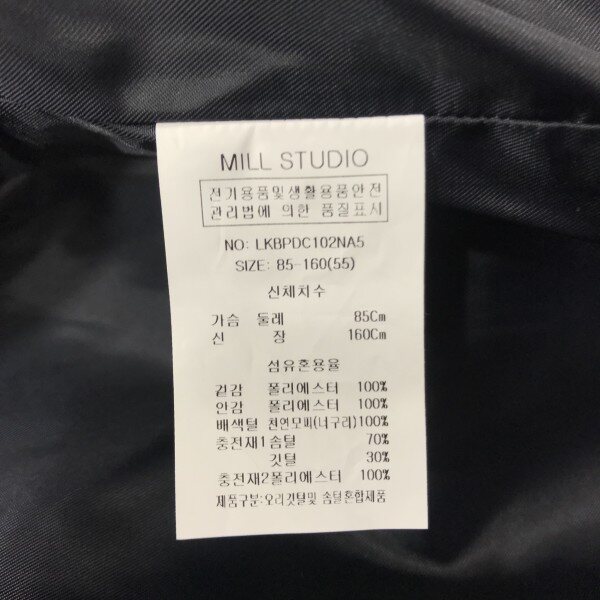 MILL STUDIO
전기용품및생활용품안전
관리법에 의한 품질표시
NO: LKBPDC102NA5
SIZE: 85-160(55)
신체치수
가슴 둘레 85Cm
신 장 160Cm
섬유혼용율
겉감 폴리에스터 100%
안감 폴리에스터 100%
배색털 천연모피(너구리)100%
충전재1솜털 70%
깃털 30%
충전재2폴리에스터 100%
제품구분:오리깃털및 솜털혼합제품